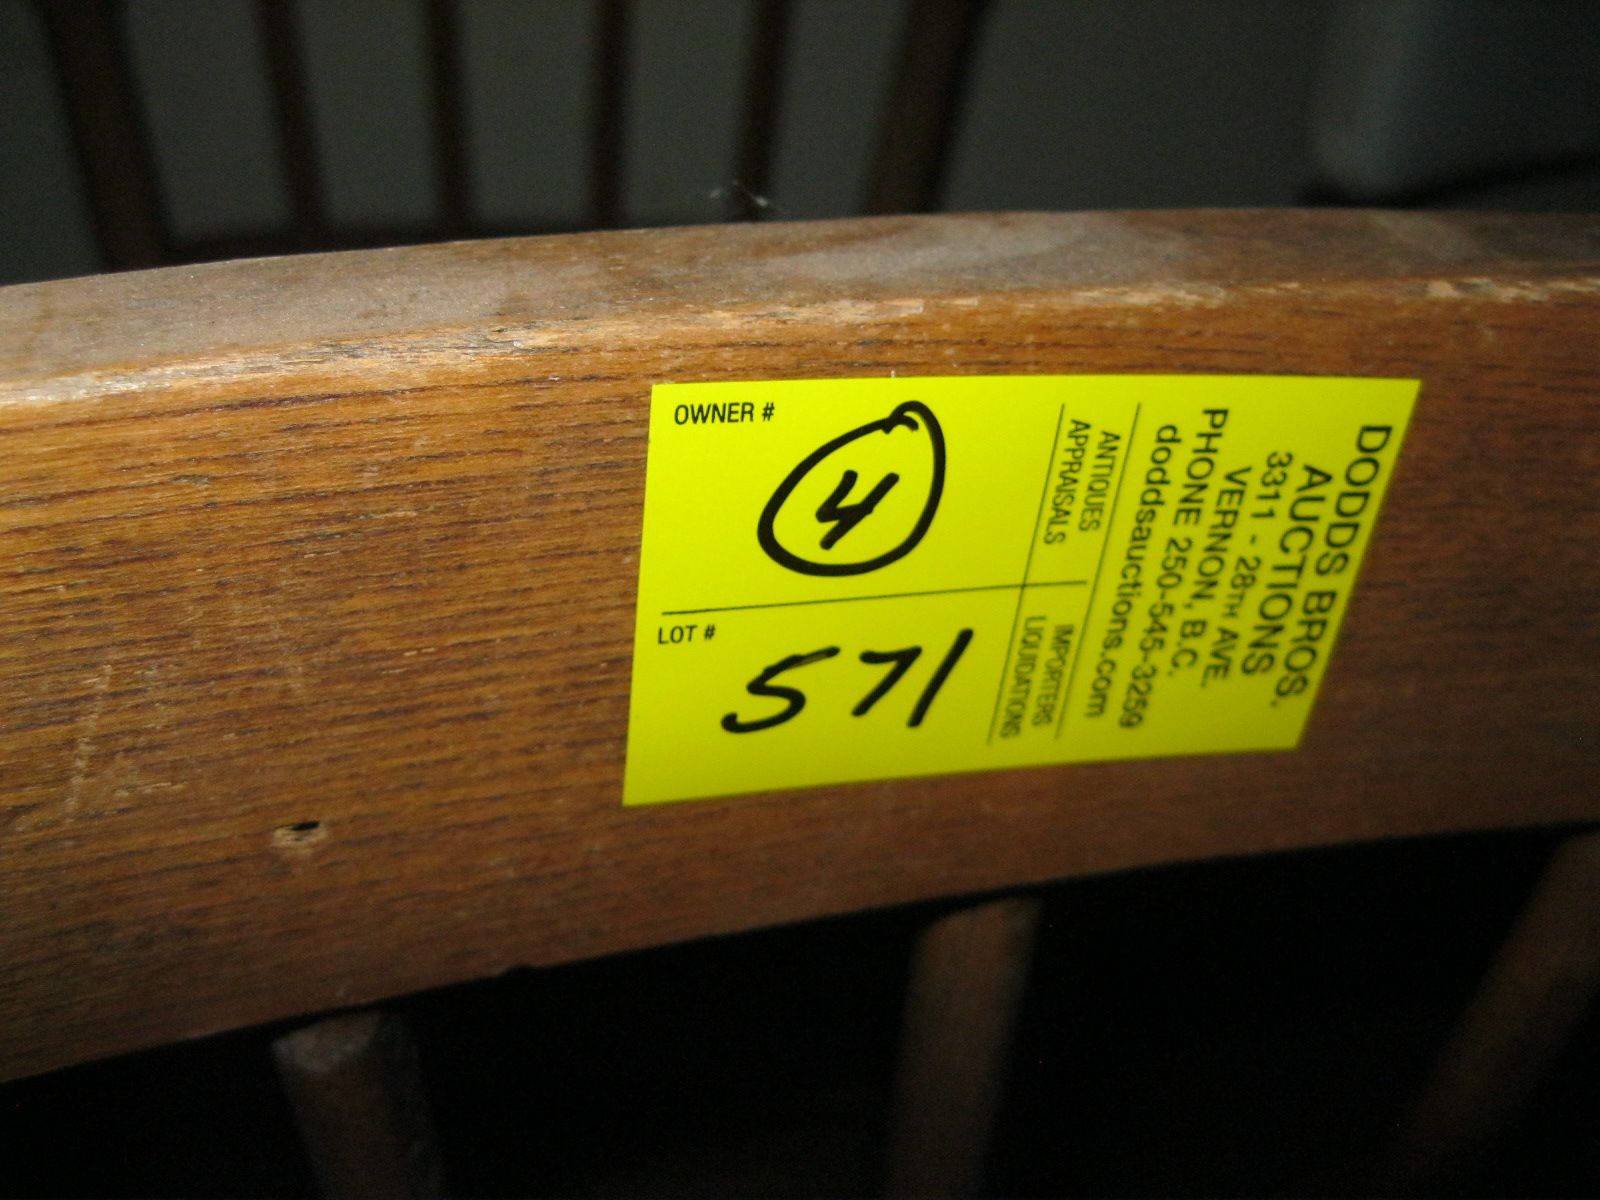 DODDS BROS.
AUCTIONS
3311 - 28TH AVE.
VERNON, B.C.
PHONE 250-545-3259
doddsauctions.com
ANTIQUES
APPRAISALS
IMPORTERS
LIQUIDATIONS
OWNER #
4
LOT #
571